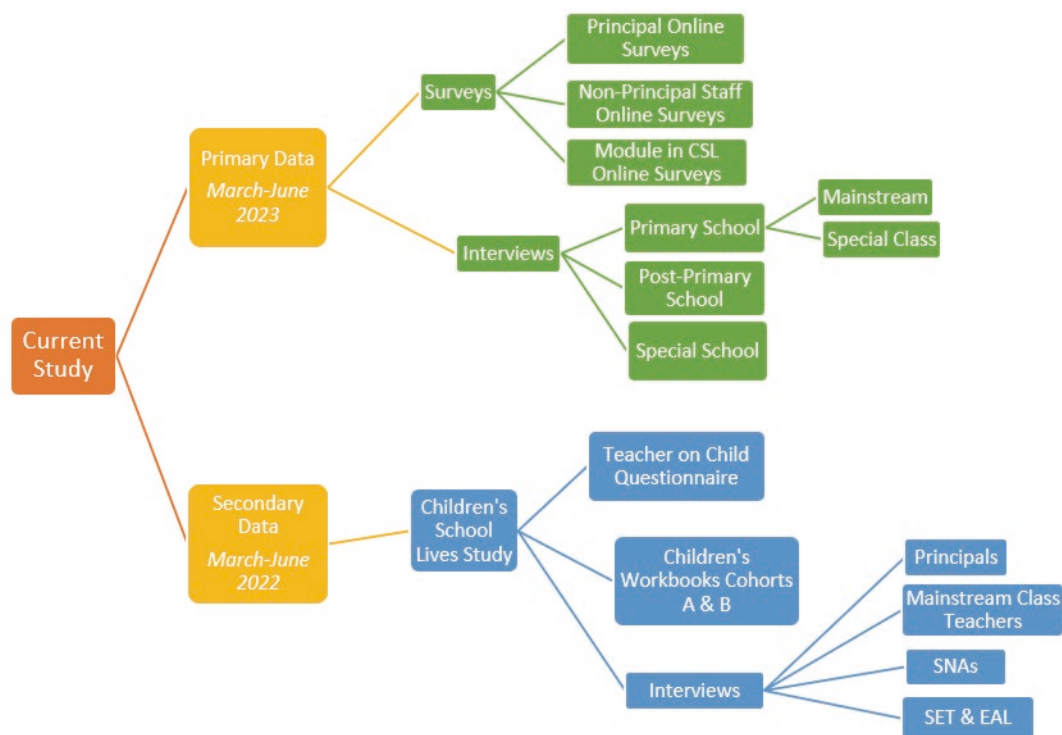 Principal Online
Surveys
Surveys
Non-Principal Staff
Online Surveys
Module in CSL
Online Surveys
Primary Data
March-June
2023
Interviews
Primary School
Mainstream
Special Class
Post-Primary
School
Special School
Current
Study
Secondary
Data
March-June
2022
Children's
School
Lives Study
Teacher on Child
Questionnaire
Children's
Workbooks Cohorts
A & B
Interviews
Principals
Mainstream Class
Teachers
SNAs
SET & EAL